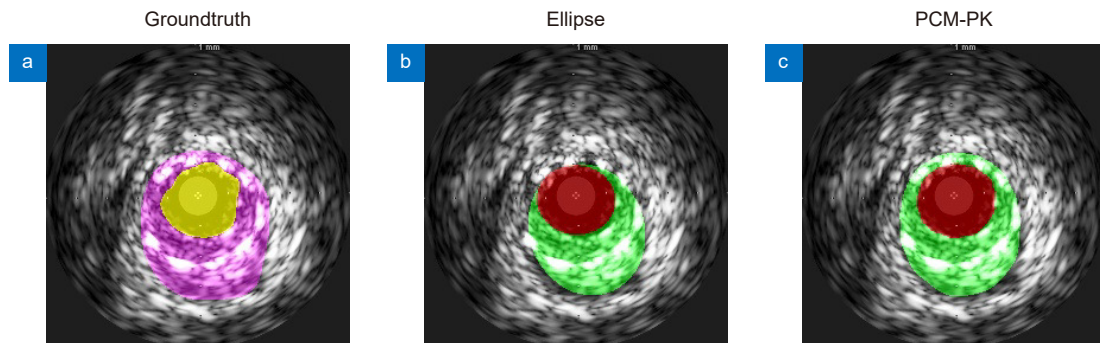 Groundtruth
Ellipse
PCM-PK
a
b
c
1 mm
1 mm
1 mm